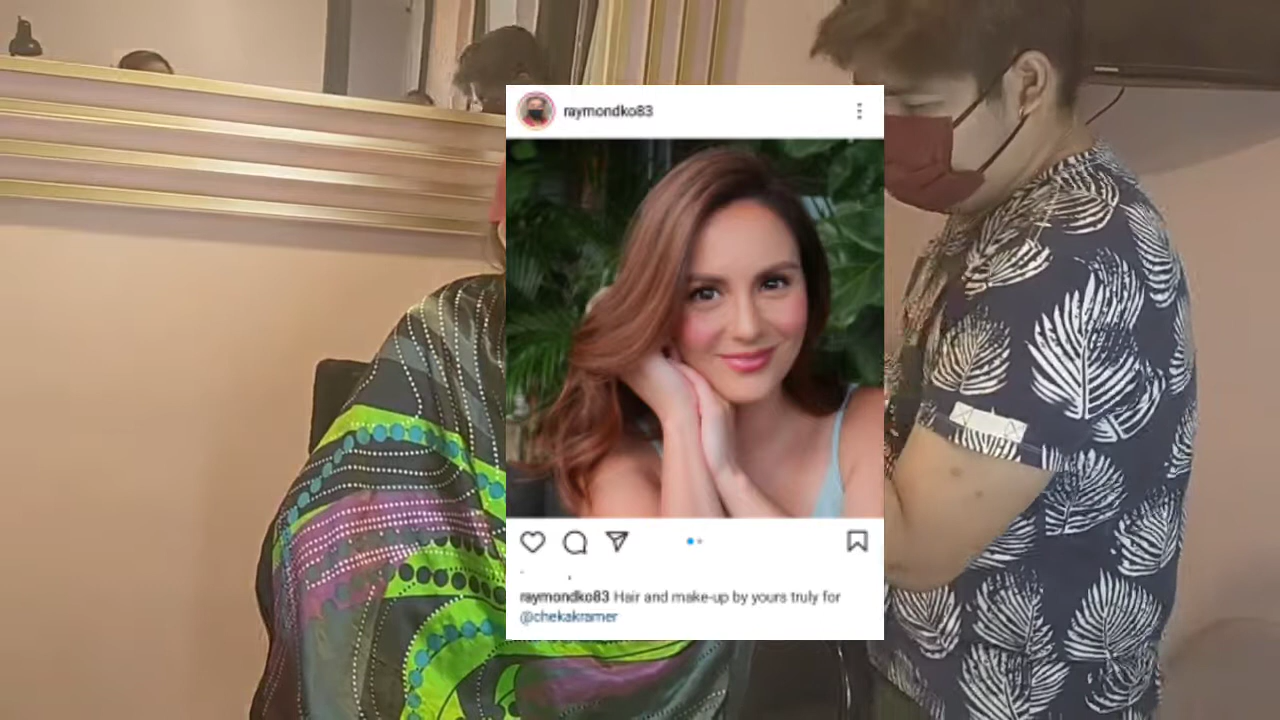 raymondko83
raymondko83 Hair and make-up by yours truly for
@chekakramer